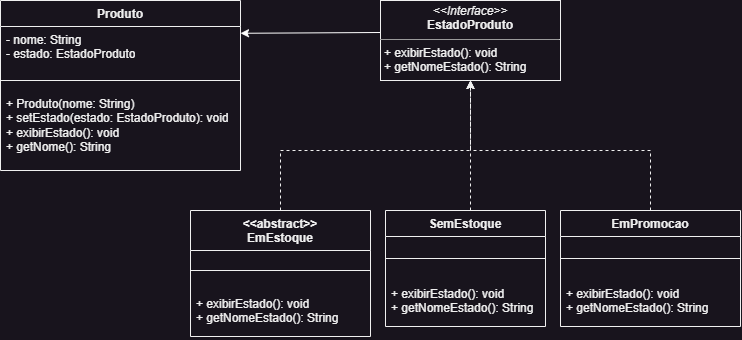 Produto
- nome: String
- estado: EstadoProduto
+ Produto(nome: String)
+ setEstado(estado: EstadoProduto): void
+ exibirEstado(): void
+ getNome(): String
<<Interface>>
EstadoProduto
+ exibirEstado(): void
+ getNomeEstado(): String
<<abstract>>
EmEstoque
+ exibirEstado(): void
+ getNomeEstado(): String
SemEstoque
+ exibirEstado(): void
+ getNomeEstado(): String
EmPromocao
+ exibirEstado(): void
+ getNomeEstado(): String